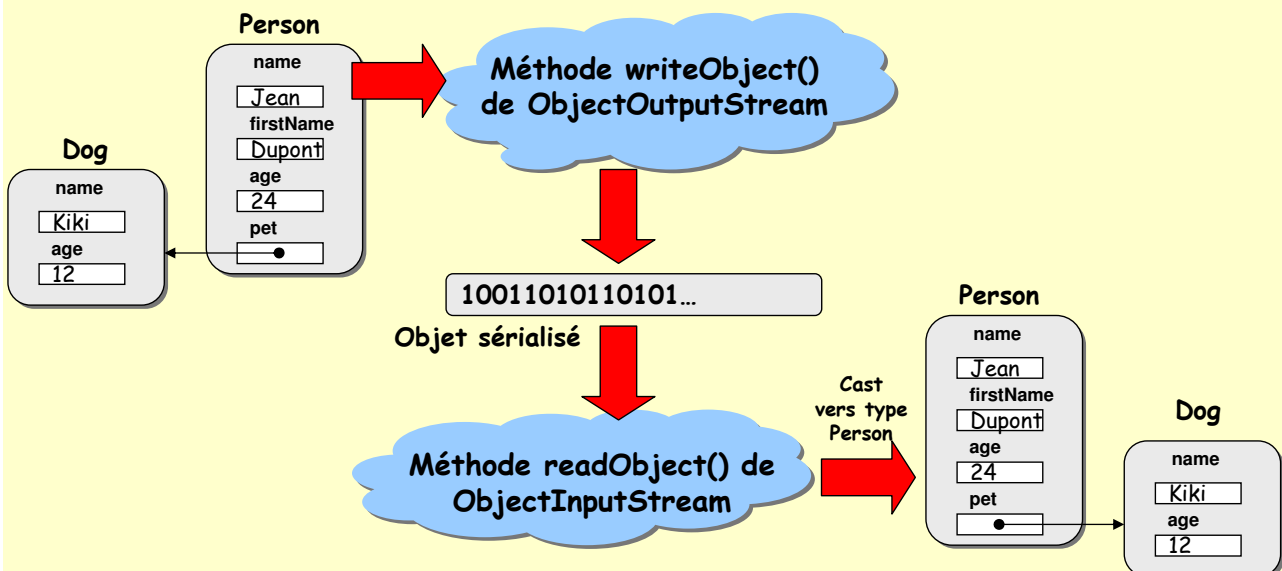 Person
name
Jean
firstName
Dupont
age
24
pet
Dog
name
Kiki
age
12
Méthode writeObject()
de ObjectOutputStream
10011010110101…
Objet sérialisé
Méthode readObject() de
ObjectInputStream
Cast
vers type
Person
Person
name
Jean
firstName
Dupont
age
24
pet
Dog
name
Kiki
age
12